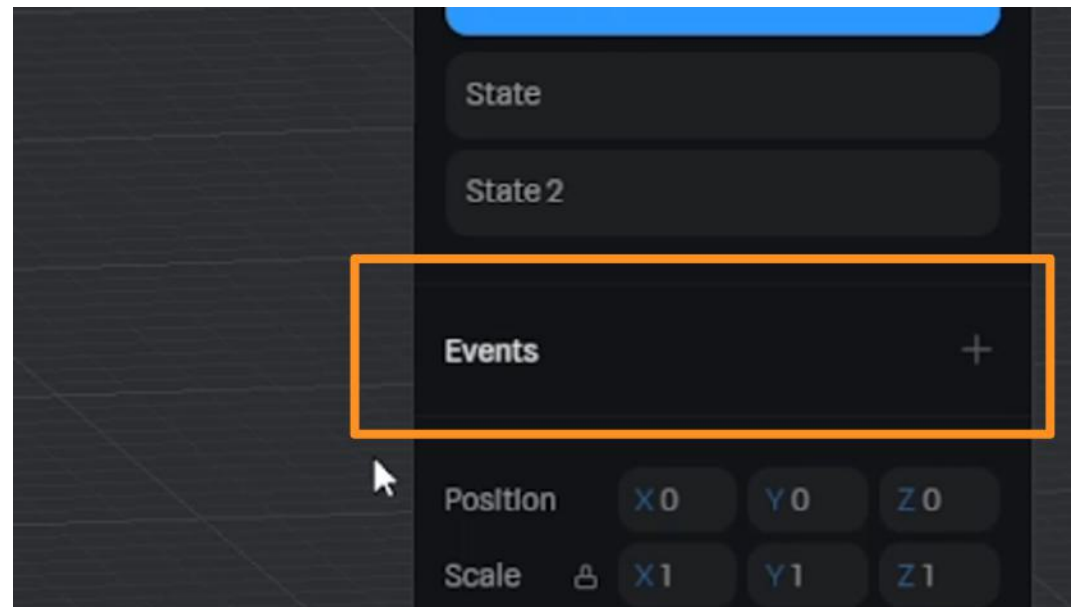 State
State 2
Events
Position X 0 Y 0 Z 0
Scale X 1 Y 1 Z 1